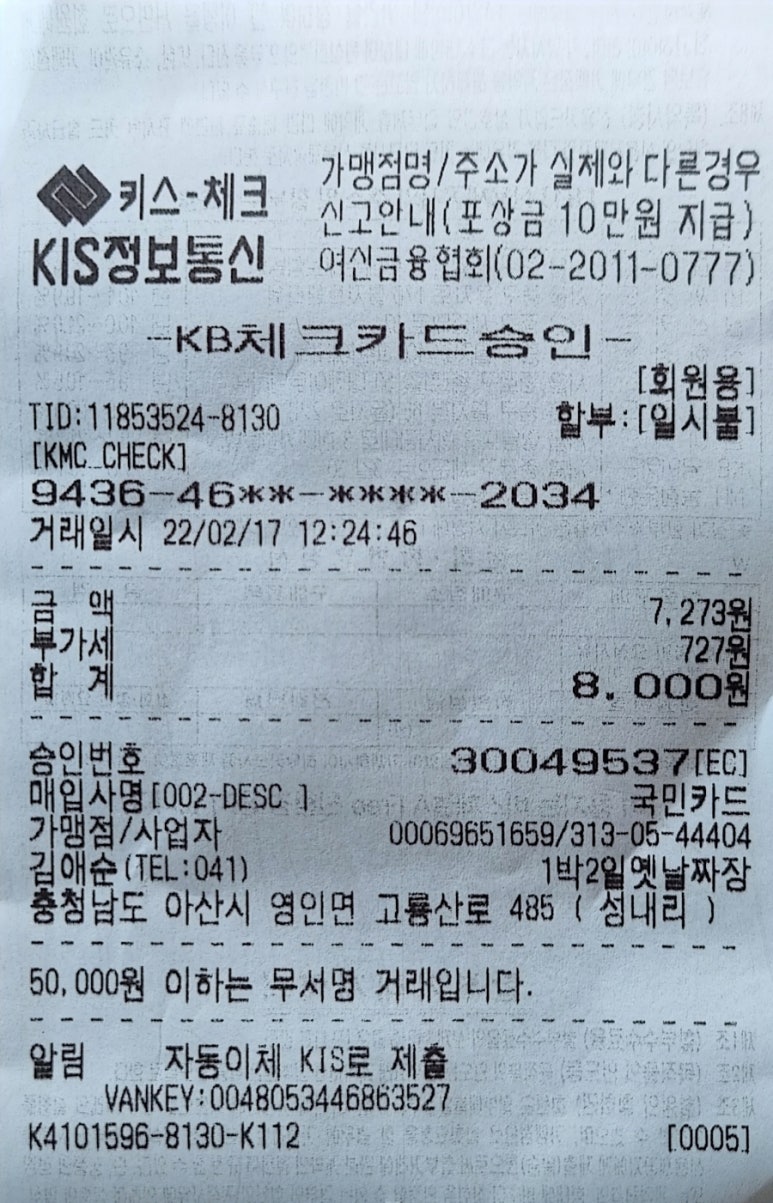 키스-체크
KIS정보통신
가맹점명/주소가 실제와 다른경우
신고안내(포상금 10만원 지급)
여신금융협회(02-2011-0777)
-KB체크카드승인-
[회원용]
TID:11853524-8130 할부:[일시불]
[KMC_CHECK]
9436-46**-****-2034
거래일시 22/02/17 12:24:46
금 액 7,273원
부가세 727원
합 계 8,000원
승인번호 30049537[EC]
매입사명[002-DESC ] 국민카드
가맹점/사업자 00069651659/313-05-44404
김애순(TEL:041) 1박2일옛날짜장
충청남도 아산시 영인면 고룡산로 485 ( 성내리 )
50,000원 이하는 무서명 거래입니다.
알림 자동이체 KIS로 제출
VANKEY:0048053446863527
K4101596-8130-K112 [0005]